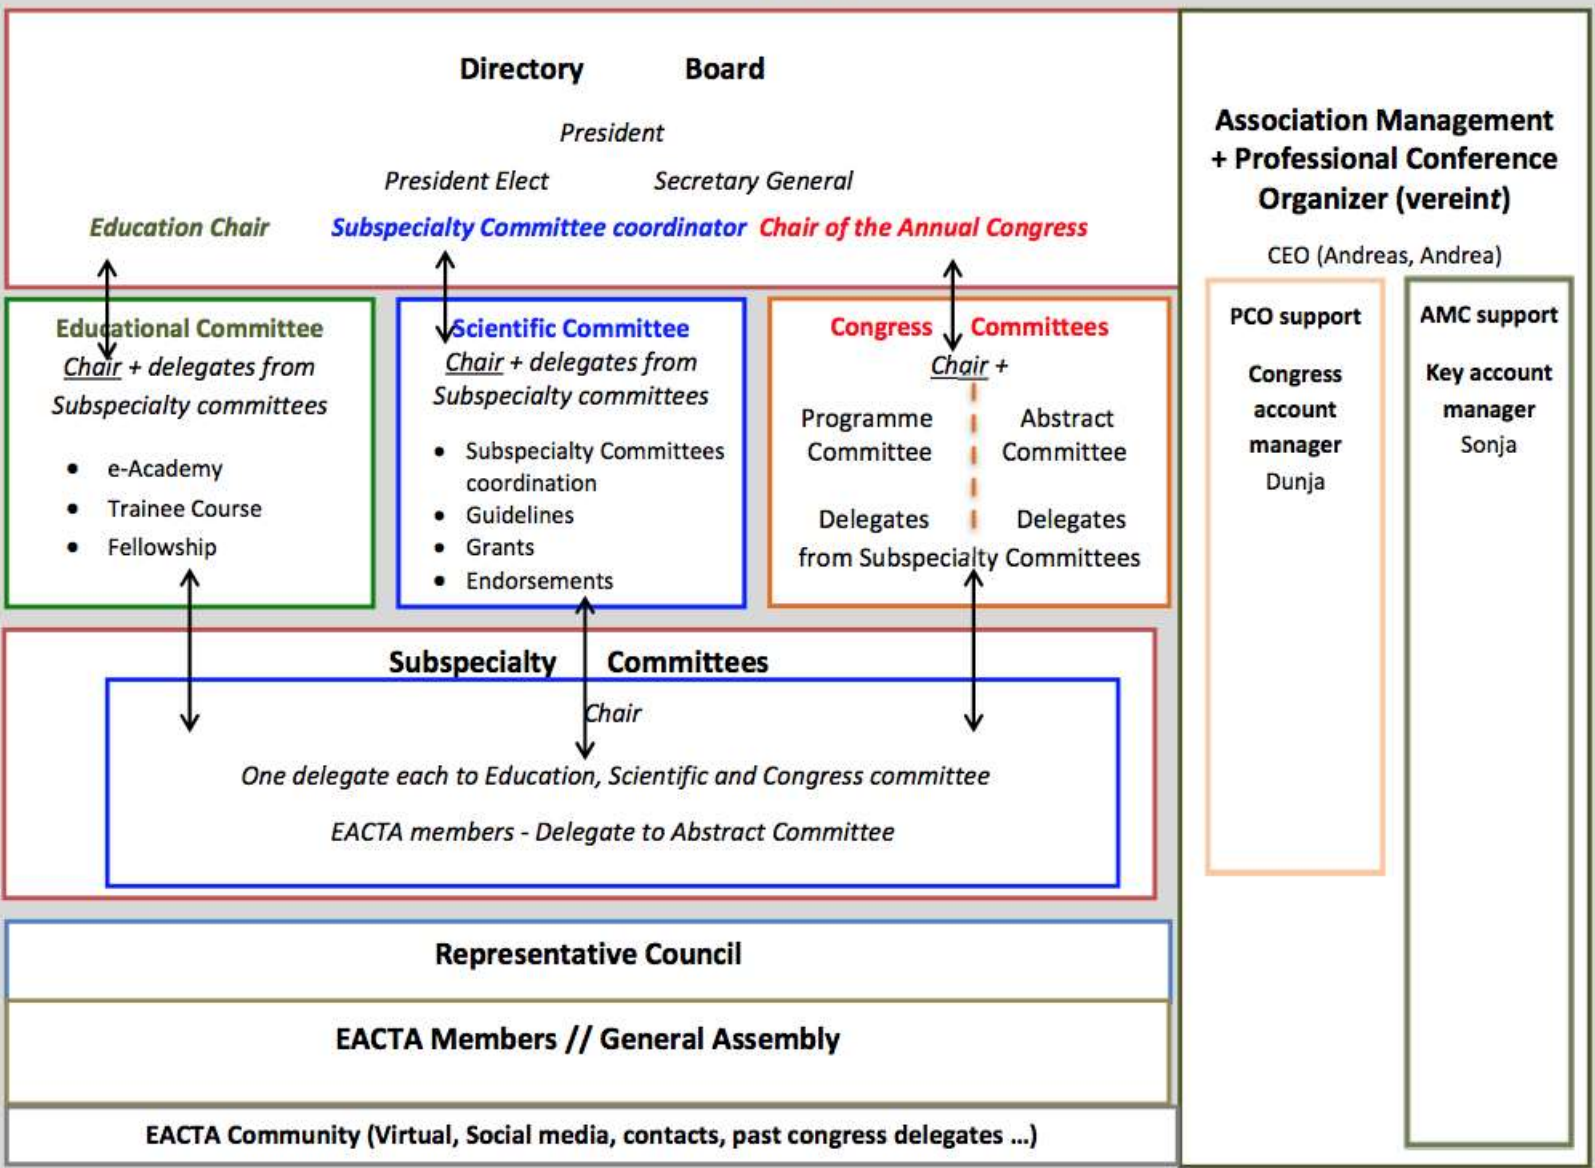 Directory Board
President
President Elect Secretary General
Education Chair Subspecialty Committee coordinator Chair of the Annual Congress
Educational Committee
Chair + delegates from
Subspecialty committees
• e-Academy
• Trainee Course
• Fellowship
Scientific Committee
Chair + delegates from
Subspecialty committees
• Subspecialty Committees
coordination
• Guidelines
• Grants
• Endorsements
Congress Committees
Chair +
Programme Abstract
Committee Committee
Delegates Delegates
from Subspecialty Committees
Subspecialty Committees
Chair
One delegate each to Education, Scientific and Congress committee
EACTA members - Delegate to Abstract Committee
Representative Council
EACTA Members // General Assembly
EACTA Community (Virtual, Social media, contacts, past congress delegates ...)
Association Management
+ Professional Conference
Organizer (vereint)
CEO (Andreas, Andrea)
PCO support
Congress
account
manager
Dunja
AMC support
Key account
manager
Sonja